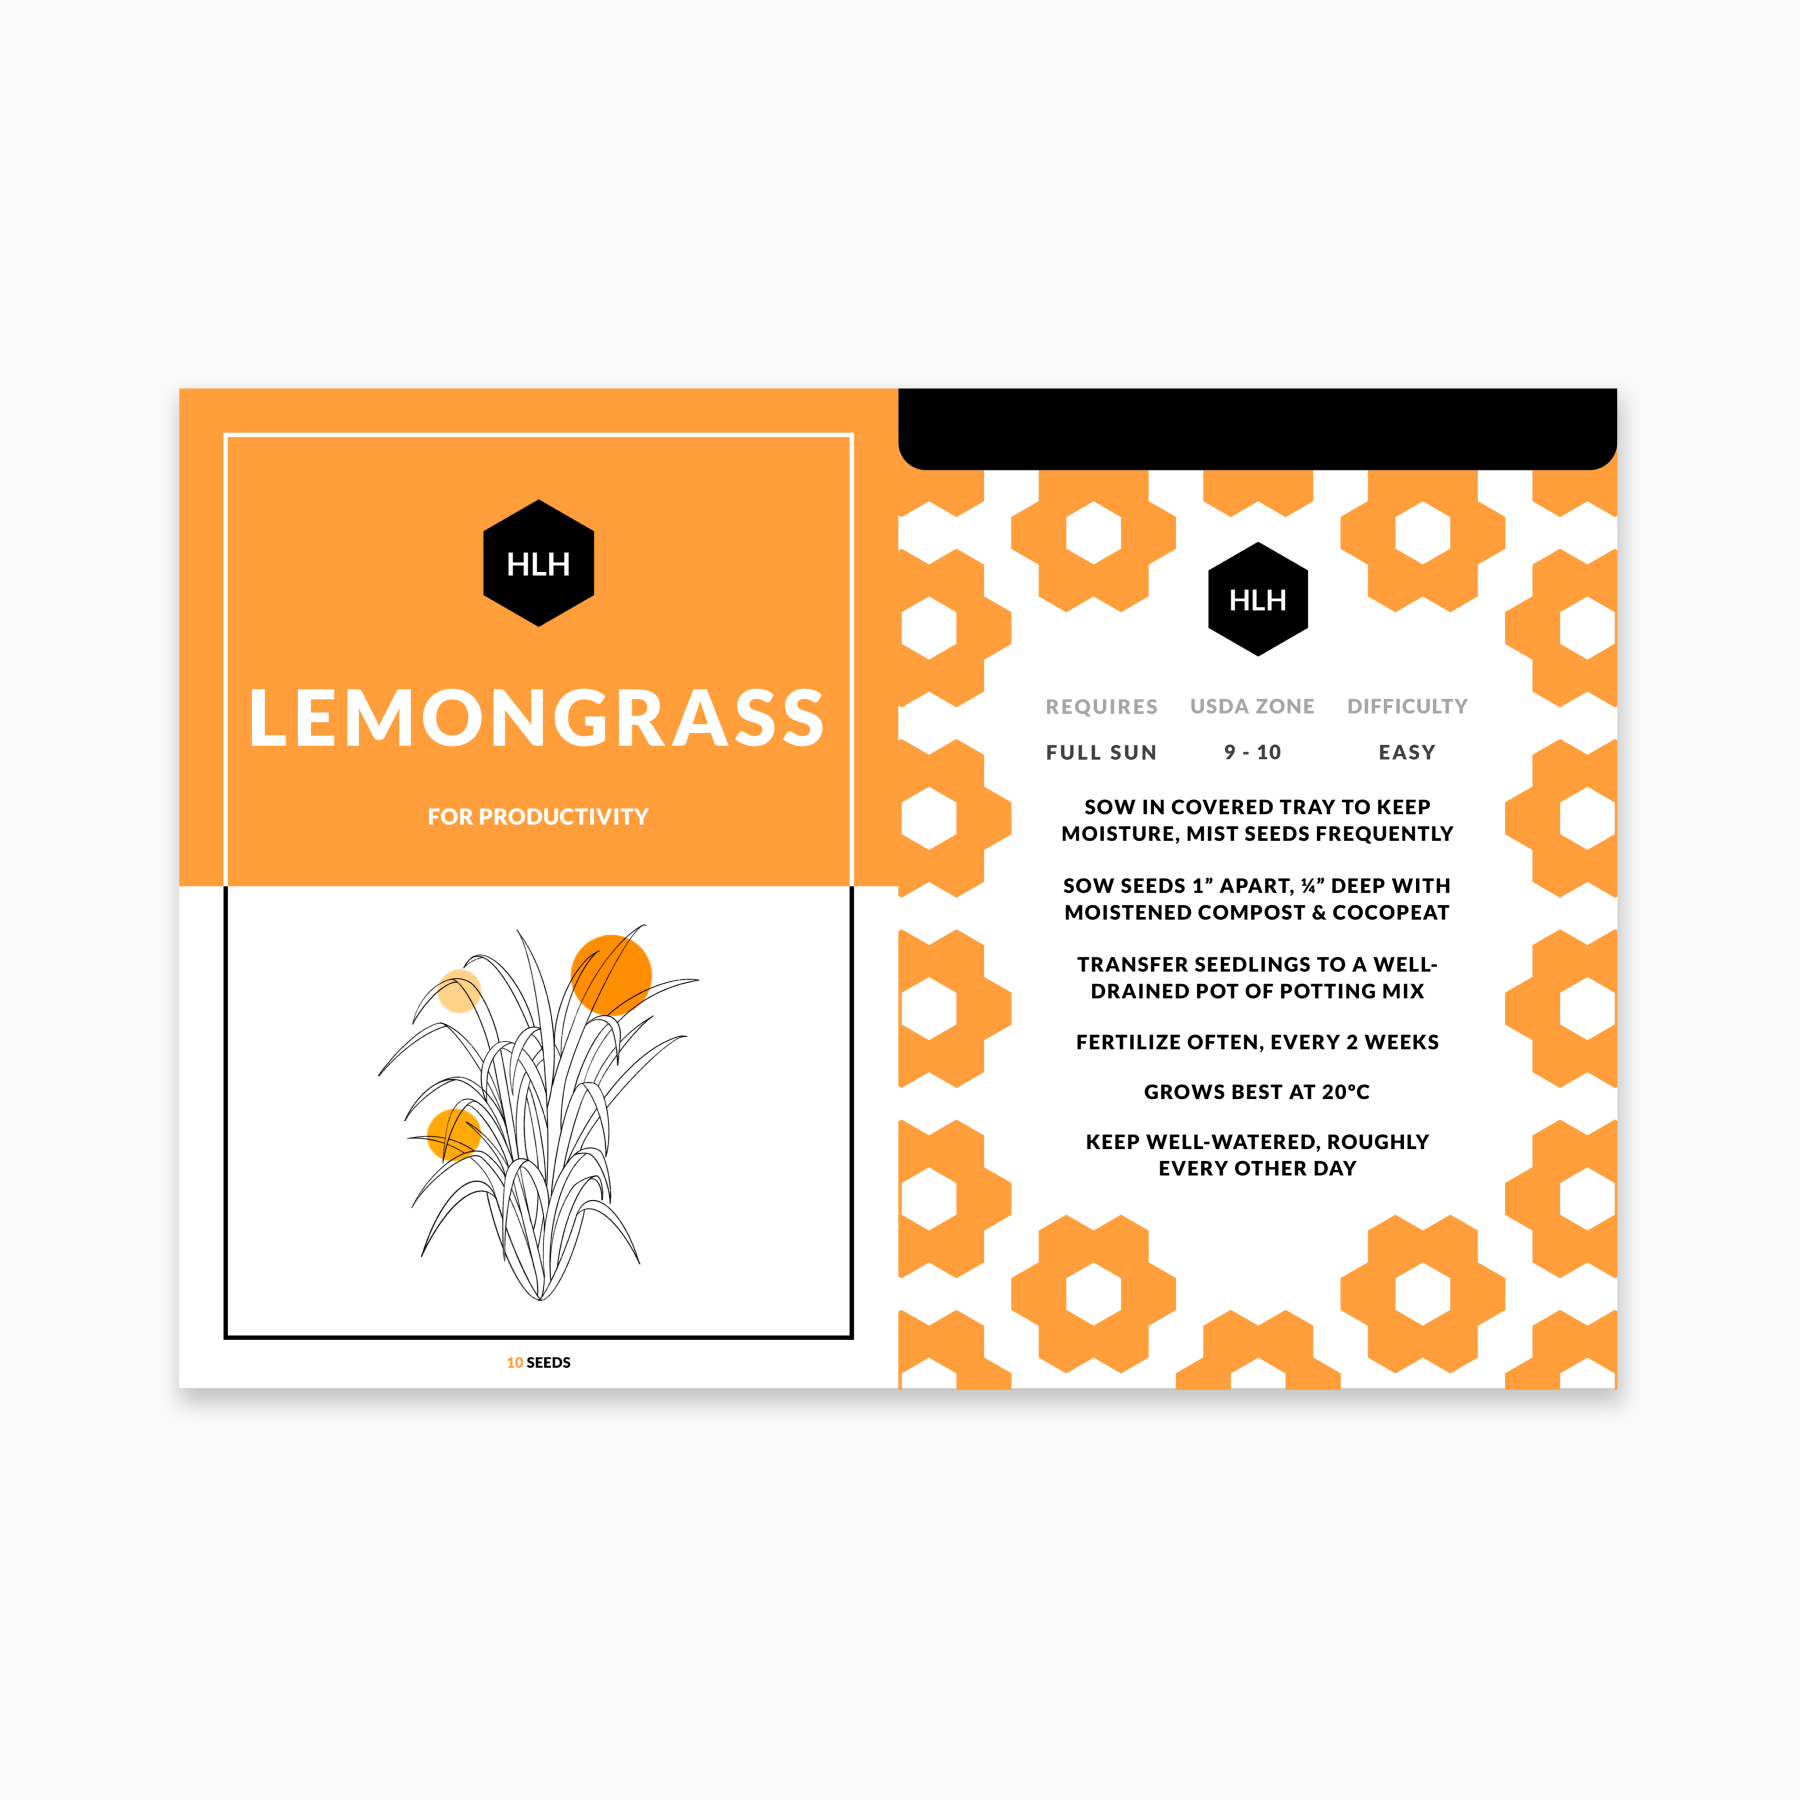 HLH
LEMONGRASS
FOR PRODUCTIVITY
10 SEEDS
HLH
REQUIRES USDA ZONE DIFFICULTY
FULL SUN 9 - 10 EASY
SOW IN COVERED TRAY TO KEEP
MOISTURE, MIST SEEDS FREQUENTLY
SOW SEEDS 1” APART, ¼” DEEP WITH
MOISTENED COMPOST & COCOPEAT
TRANSFER SEEDLINGS TO A WELL-
DRAINED POT OF POTTING MIX
FERTILIZE OFTEN, EVERY 2 WEEKS
GROWS BEST AT 20°C
KEEP WELL-WATERED, ROUGHLY
EVERY OTHER DAY